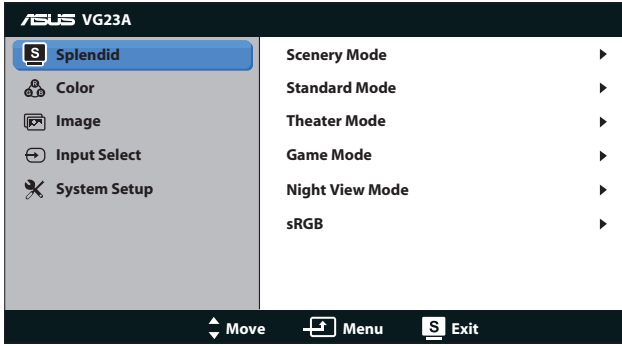 ASUS VG23A
S Splendid
Color
Image
Input Select
System Setup
Scenery Mode
Standard Mode
Theater Mode
Game Mode
Night View Mode
sRGB
Move Menu S Exit